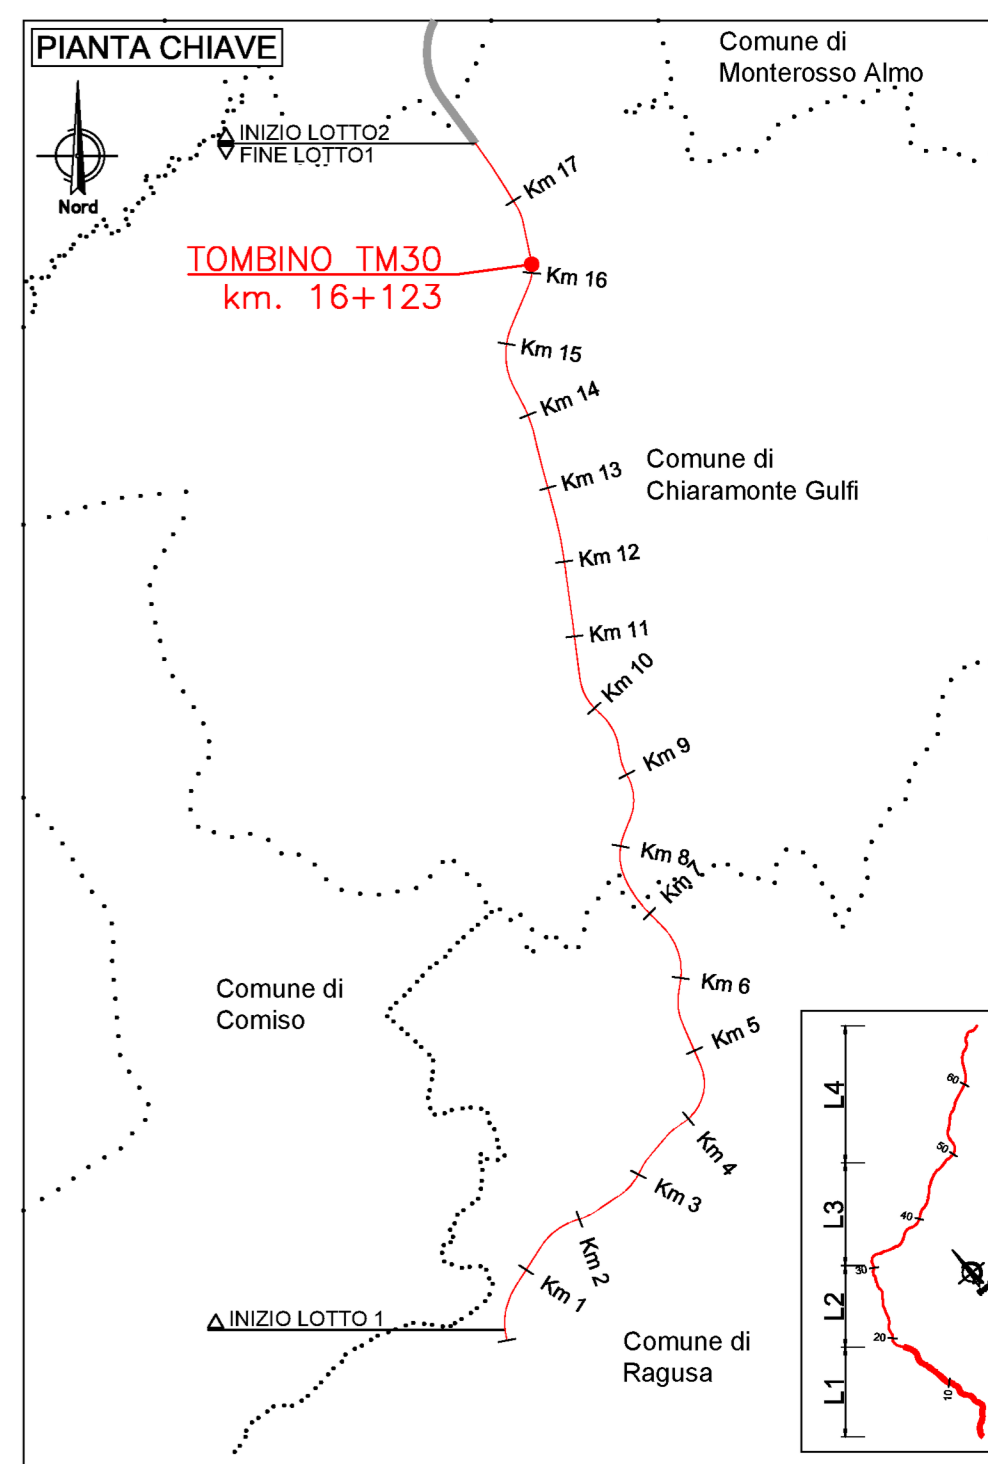 PIANTA CHIAVE
Comune di
Monterosso Almo
INIZIO LOTTO2
FINE LOTTO1
Nord
Km 17
TOMBINO TM30
km. 16+123
Km 16
Km 15
Km 14
Km 13
Comune di
Chiaramonte Gulfi
Km 12
Km 11
Km 10
Km 9
Km 8
Km 7
Km 6
Comune di
Comiso
Km 5
Km 4
Km 3
Km 2
Km 1
INIZIO LOTTO 1
Comune di
Ragusa
60
L4
50
L3
40
30
L2
20
L1
10